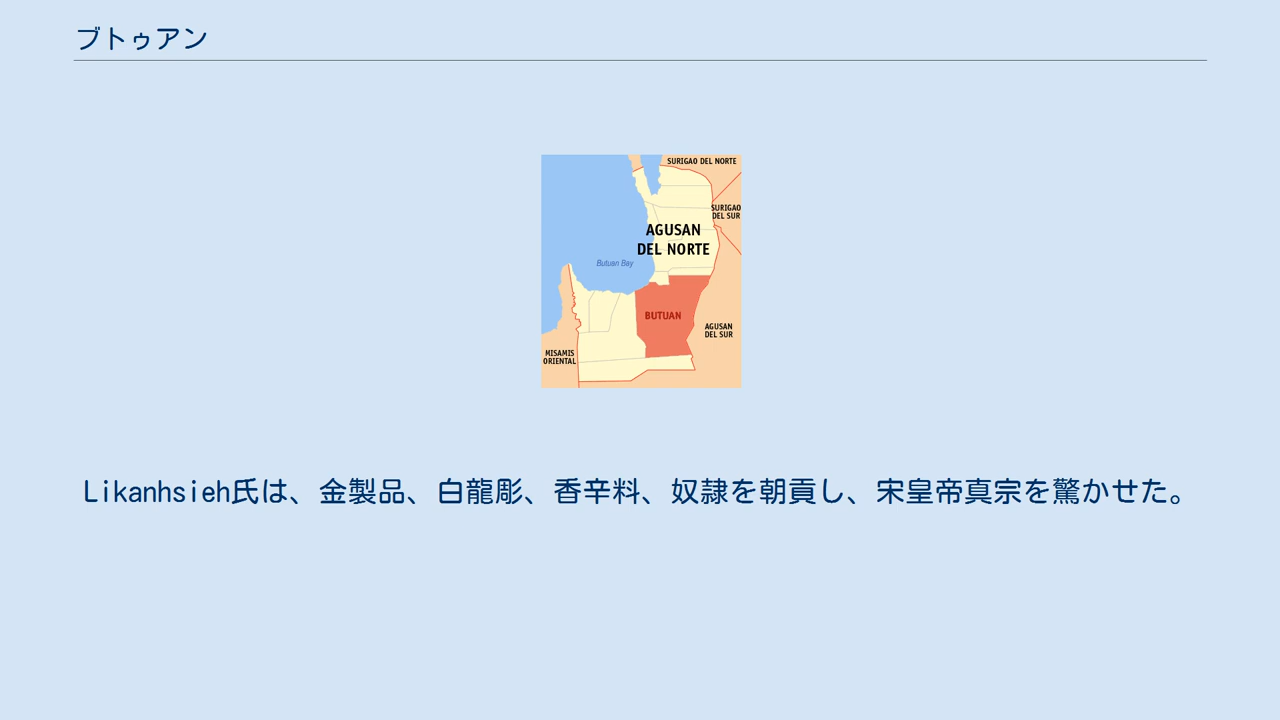 ブトゥアン
SURIGAO DEL NORTE
SURIGAO
DEL SUR
AGUSAN
DEL NORTE
Butuan Bay
BUTUAN
AGUSAN
DEL SUR
MISAMIS
ORIENTAL
Likanhsieh氏は、金製品、白龍彫、香辛料、奴隷を朝貢し、宋皇帝真宗を驚かせた。